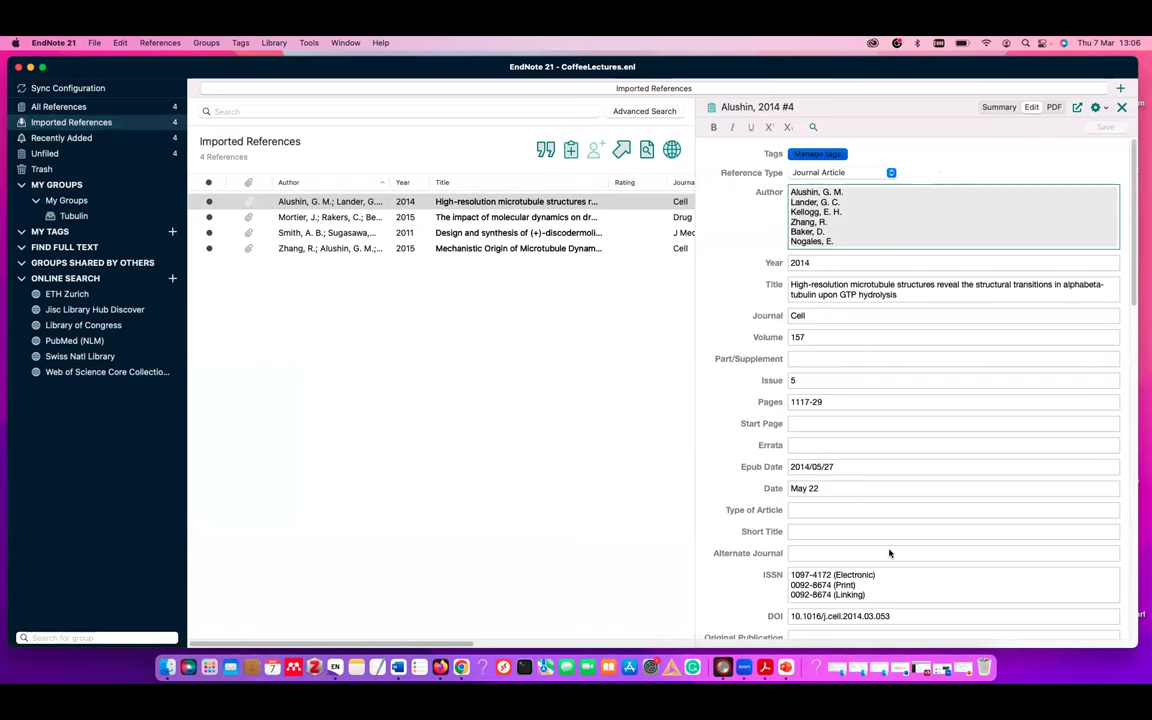 EndNote 21 File Edit References Groups Tags Library Tools Window Help Thu 7 Mar 13:06
EndNote 21 - CoffeeLectures.enl
Sync Configuration
All References 4
Imported References 4
Recently Added 4
Unfiled 4
Trash
MY GROUPS
My Groups
Tubulin
MY TAGS
FIND FULL TEXT
GROUPS SHARED BY OTHERS
ONLINE SEARCH
ETH Zurich
Jisc Library Hub Discover
Library of Congress
PubMed (NLM)
Swiss Natl Library
Web of Science Core Collectio...
Search for group
Imported References
Search Advanced Search
Imported References
4 References
Author Year Title Rating Journa
Alushin, G. M.; Lander, G.... 2014 High-resolution microtubule structures r... Cell
Mortier, J.; Rakers, C.; Be... 2015 The impact of molecular dynamics on dr... Drug
Smith, A. B.; Sugasawa,... 2011 Design and synthesis of (+)-discodermoli... J Med
Zhang, R.; Alushin, G. M.;... 2015 Mechanistic Origin of Microtubule Dynam... Cell
Alushin, 2014 #4 Summary Edit PDF
B I U X¹ X₁ Save
Tags Manage tags
Reference Type Journal Article
Author Alushin, G. M.
Lander, G. C.
Kellogg, E. H.
Zhang, R.
Baker, D.
Nogales, E.
Year 2014
Title High-resolution microtubule structures reveal the structural transitions in alphabeta-
tubulin upon GTP hydrolysis
Journal Cell
Volume 157
Part/Supplement
Issue 5
Pages 1117-29
Start Page
Errata
Epub Date 2014/05/27
Date May 22
Type of Article
Short Title
Alternate Journal
ISSN 1097-4172 (Electronic)
0092-8674 (Print)
0092-8674 (Linking)
DOI 10.1016/j.cell.2014.03.053
Original Publication